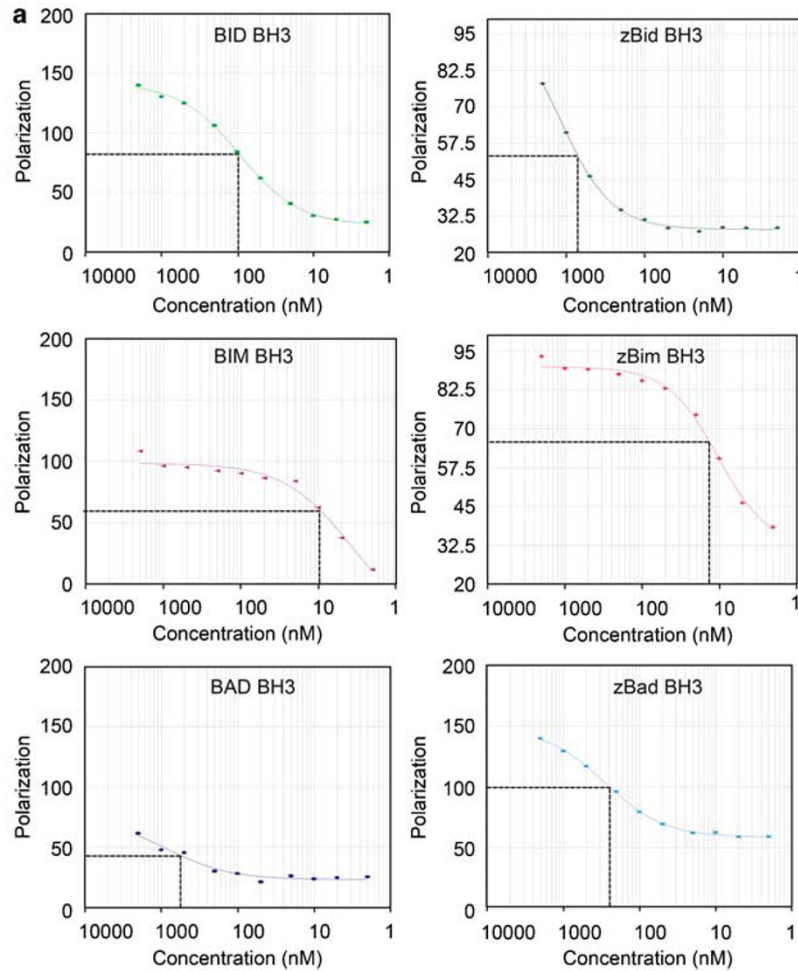 a
BID BH3
200
150
100
50
0
Polarization
10000 1000 100 10 1
Concentration (nM)
zBid BH3
95
82.5
70
57.5
45
32.5
20
Polarization
10000 1000 100 10 1
Concentration (nM)
BIM BH3
200
150
100
50
0
Polarization
10000 1000 100 10 1
Concentration (nM)
zBim BH3
95
82.5
70
57.5
45
32.5
20
Polarization
10000 1000 100 10 1
Concentration (nM)
BAD BH3
200
150
100
50
0
Polarization
10000 1000 100 10 1
Concentration (nM)
zBad BH3
200
150
100
50
0
Polarization
10000 1000 100 10 1
Concentration (nM)